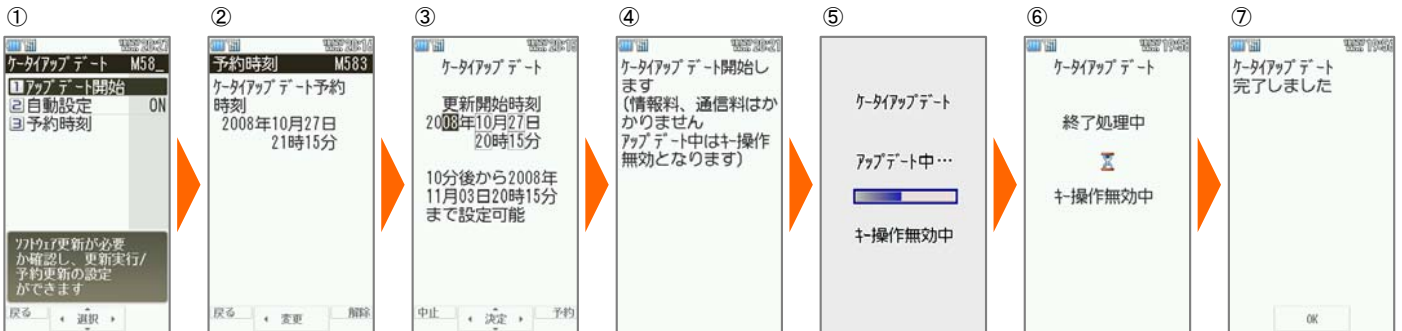 ①
20:27
ケータイアップデート M58_
1 アップデート開始
2 自動設定 ON
3 予約時刻
ソフトウェア更新が必要
か確認し、更新実行/
予約更新の設定
ができます
戻る 選択
②
予約時刻 M583
ケータイアップデート予約
時刻
2008年10月27日
21時15分
戻る 変更 解除
③
ケータイアップデート
更新開始時刻
2008年10月27日
20時15分
10分後から2008年
11月03日20時15分
まで設定可能
中止 決定 予約
④
20:21
ケータイアップデート開始し
ます
(情報料、通信料はか
かりません
アップデート中はキー操作
無効となります)
⑤
ケータイアップデート
アップデート中…
キー操作無効中
⑥
19:56
ケータイアップデート
終了処理中
キー操作無効中
⑦
19:56
ケータイアップデート
完了しました
OK